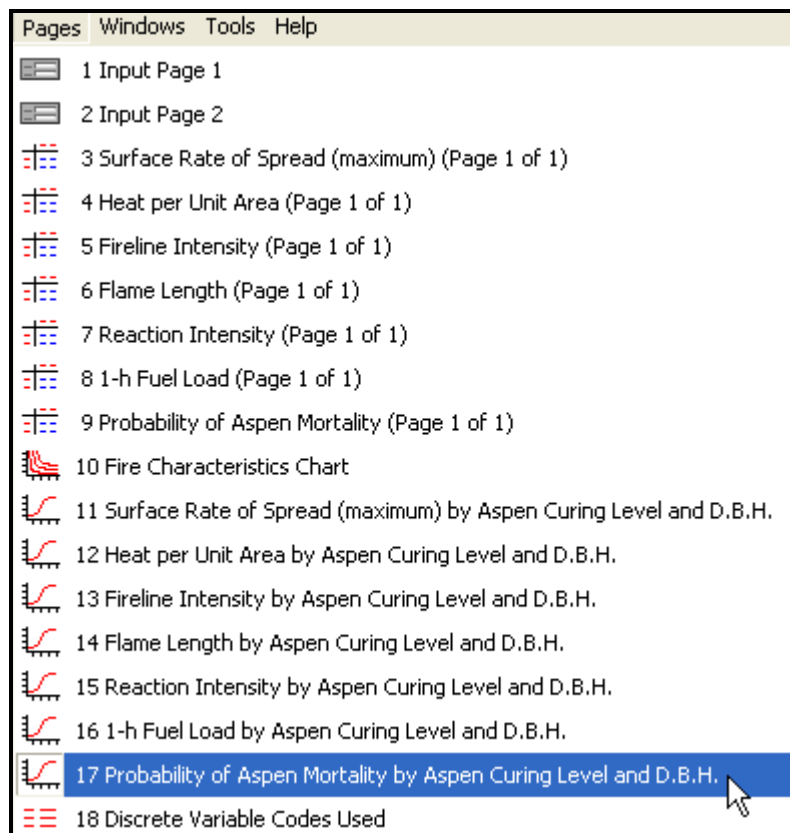 Pages Windows Tools Help
1 Input Page 1
2 Input Page 2
3 Surface Rate of Spread (maximum) (Page 1 of 1)
4 Heat per Unit Area (Page 1 of 1)
5 Fireline Intensity (Page 1 of 1)
6 Flame Length (Page 1 of 1)
7 Reaction Intensity (Page 1 of 1)
8 1-h Fuel Load (Page 1 of 1)
9 Probability of Aspen Mortality (Page 1 of 1)
10 Fire Characteristics Chart
11 Surface Rate of Spread (maximum) by Aspen Curing Level and D.B.H.
12 Heat per Unit Area by Aspen Curing Level and D.B.H.
13 Fireline Intensity by Aspen Curing Level and D.B.H.
14 Flame Length by Aspen Curing Level and D.B.H.
15 Reaction Intensity by Aspen Curing Level and D.B.H.
16 1-h Fuel Load by Aspen Curing Level and D.B.H.
17 Probability of Aspen Mortality by Aspen Curing Level and D.B.H.
18 Discrete Variable Codes Used